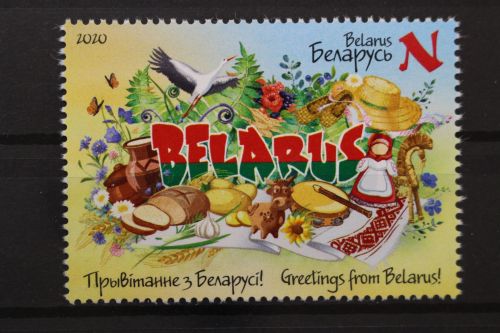 2020
Belarus
Беларусь N
BELARUS
Прывітанне з Беларусі! Greetings from Belarus!